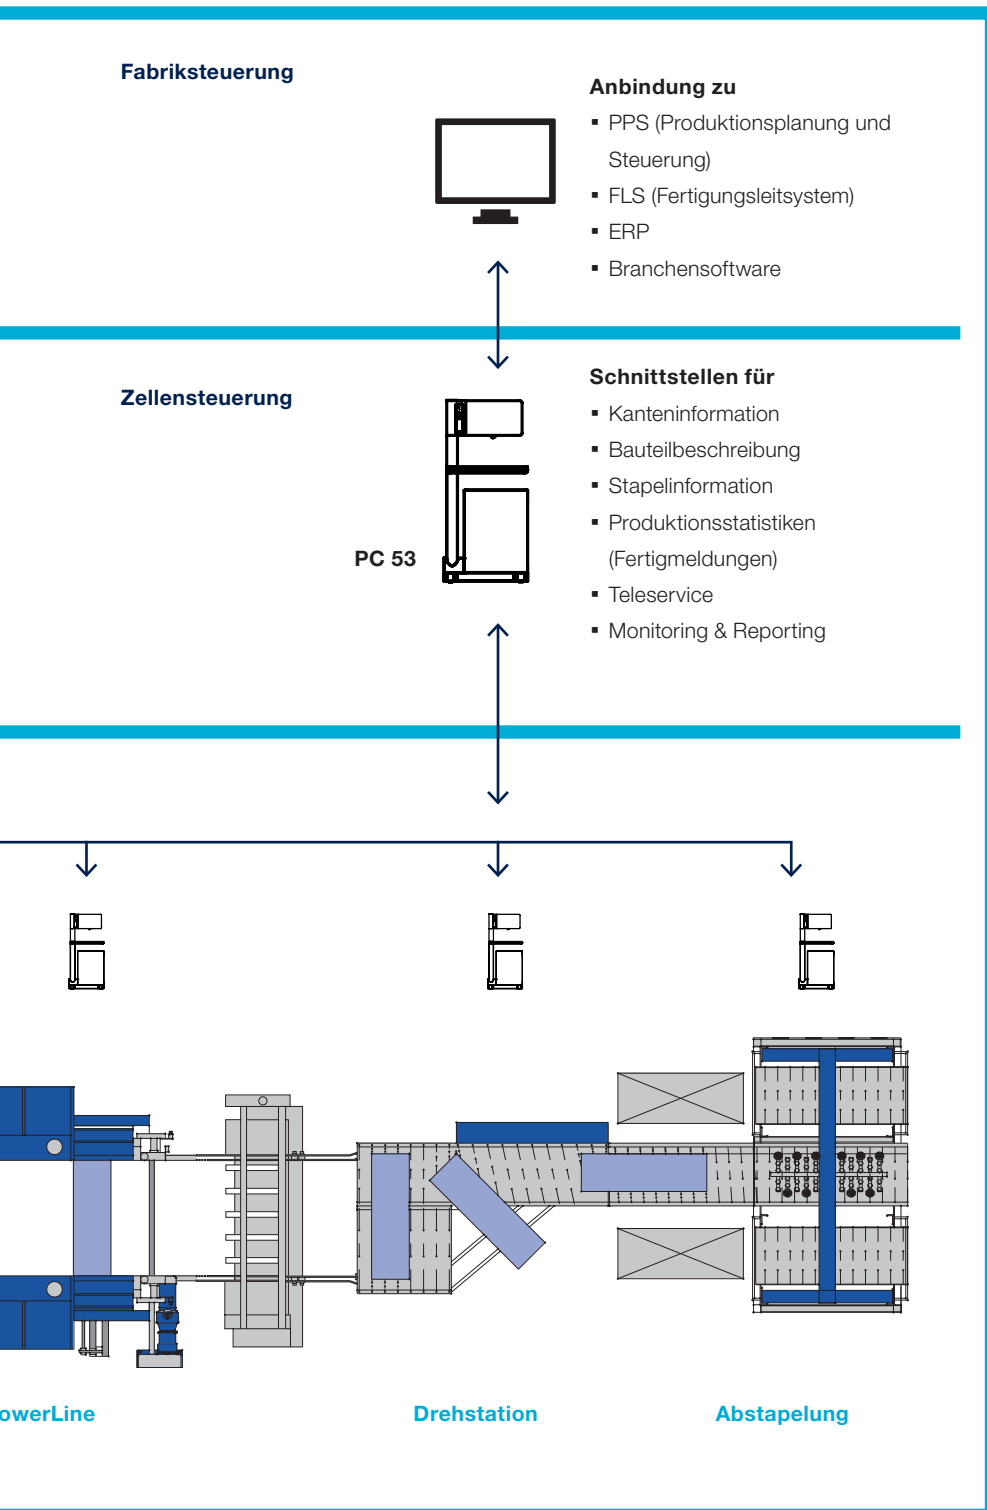 Fabriksteuerung
Anbindung zu
▪ PPS (Produktionsplanung und
Steuerung)
▪ FLS (Fertigungsleitsystem)
▪ ERP
▪ Branchensoftware
Zellensteuerung
PC 53
Schnittstellen für
▪ Kanteninformation
▪ Bauteilbeschreibung
▪ Stapelinformation
▪ Produktionsstatistiken
(Fertigmeldungen)
▪ Teleservice
▪ Monitoring & Reporting
owerLine
Drehstation
Abstapelung